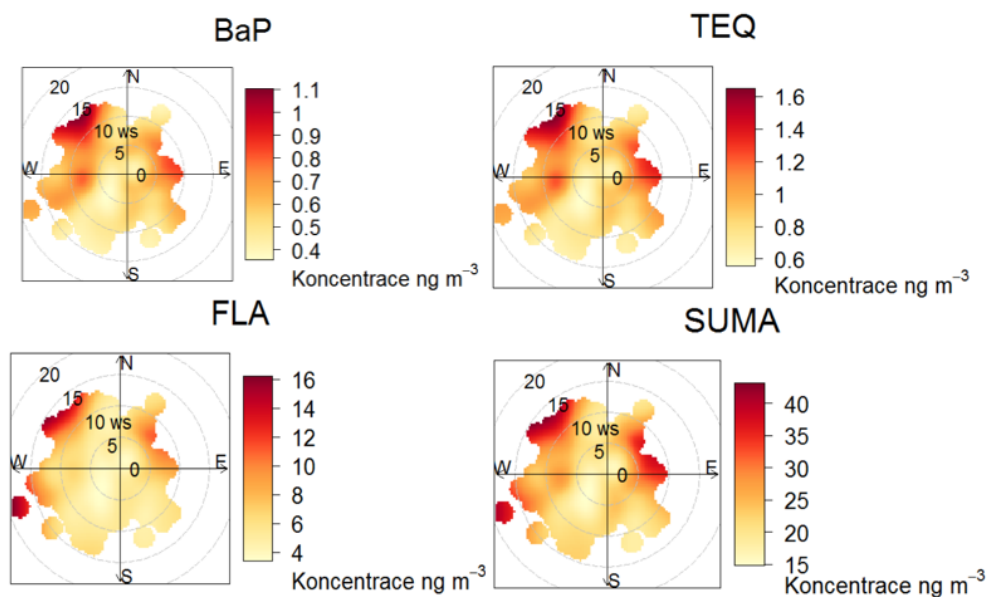 BaP
N
20
15
10 ws
5
0
W
E
S
1.1
1
0.9
0.8
0.7
0.6
0.5
0.4
Koncentrace ng m⁻³
TEQ
N
20
15
10 ws
5
0
W
E
S
1.6
1.4
1.2
1
0.8
0.6
Koncentrace ng m⁻³
FLA
N
20
15
10 ws
5
0
W
E
S
16
14
12
10
8
6
4
Koncentrace ng m⁻³
SUMA
N
20
15
10 ws
5
0
W
E
S
40
35
30
25
20
15
Koncentrace ng m⁻³